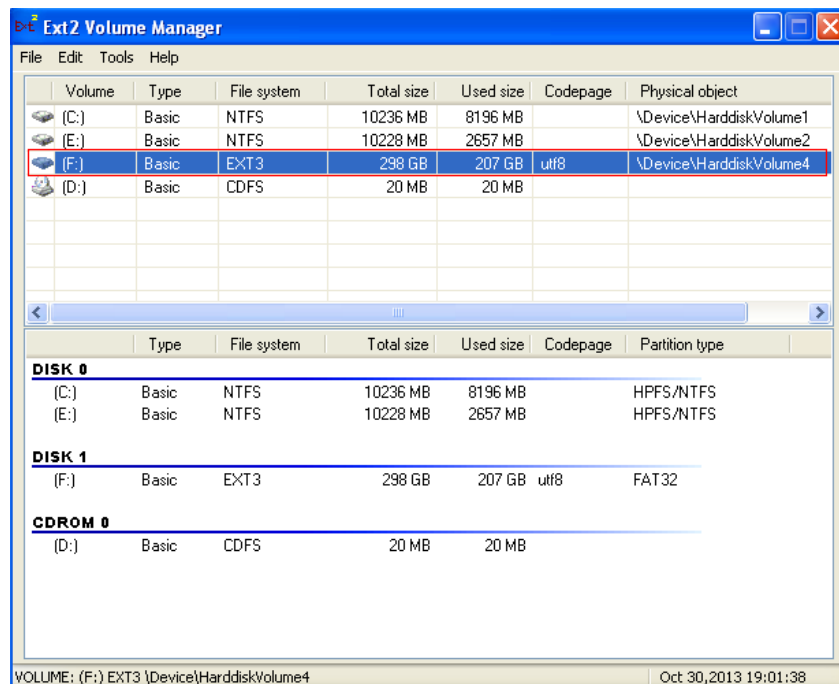 Ext2 Volume Manager
File Edit Tools Help
Volume Type File system Total size Used size Codepage Physical object
(C:) Basic NTFS 10236 MB 8196 MB \Device\HarddiskVolume1
(E:) Basic NTFS 10228 MB 2657 MB \Device\HarddiskVolume2
(F:) Basic EXT3 298 GB 207 GB utf8 \Device\HarddiskVolume4
(D:) Basic CDFS 20 MB 20 MB
Type File system Total size Used size Codepage Partition type
DISK 0
(C:) Basic NTFS 10236 MB 8196 MB HPFS/NTFS
(E:) Basic NTFS 10228 MB 2657 MB HPFS/NTFS
DISK 1
(F:) Basic EXT3 298 GB 207 GB utf8 FAT32
CDROM 0
(D:) Basic CDFS 20 MB 20 MB
VOLUME: (F:) EXT3 \Device\HarddiskVolume4 Oct 30,2013 19:01:38